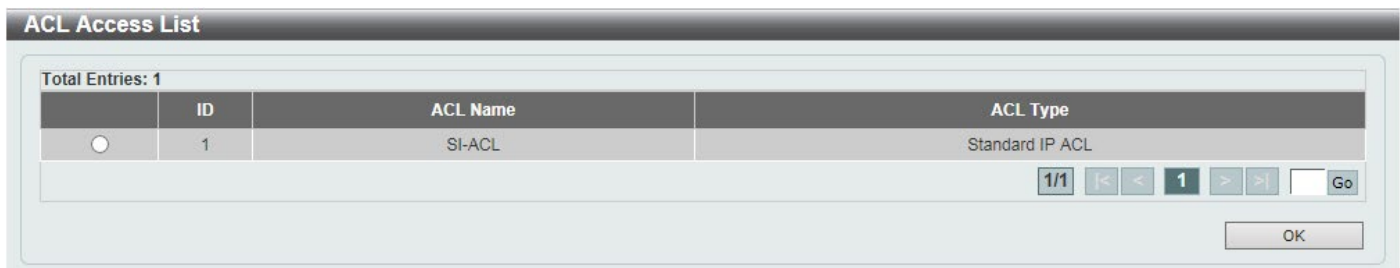 ACL Access List
Total Entries: 1
ID ACL Name ACL Type
1 SI-ACL Standard IP ACL
1/1 |< < 1 > >| Go
OK